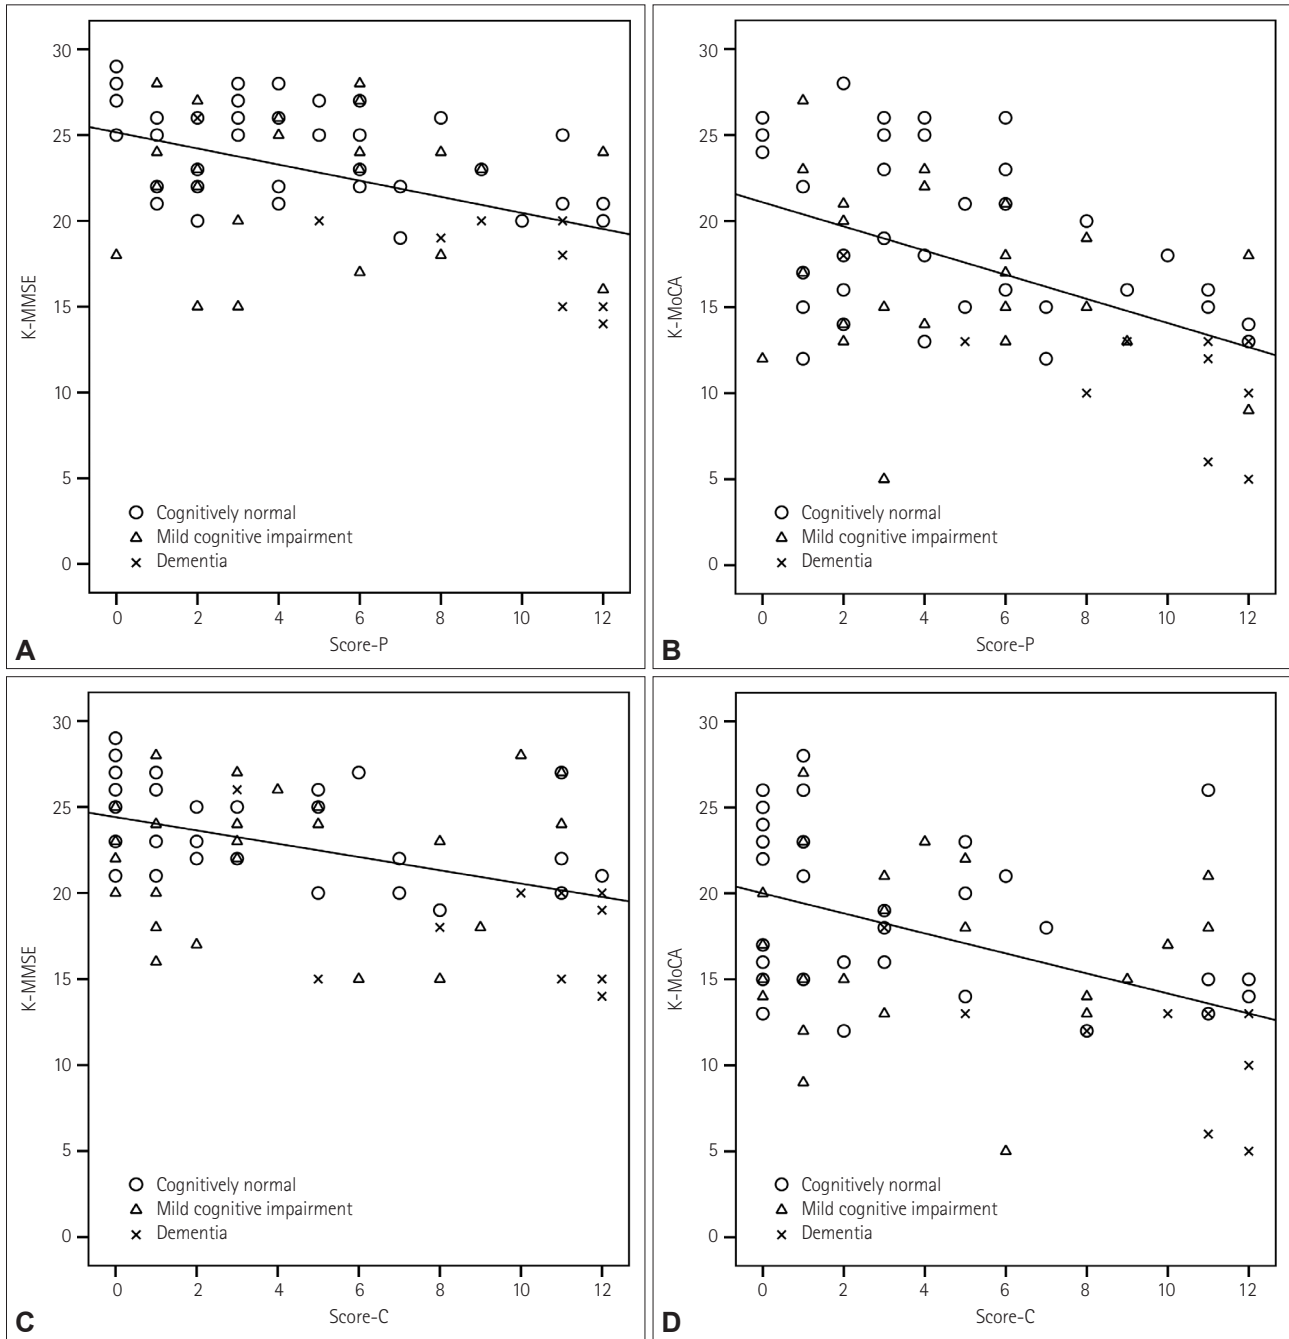 30
25
20
15
10
5
0
K-MMSE
Cognitively normal
Mild cognitive impairment
Dementia
0 2 4 6 8 10 12
Score-P
A
30
25
20
15
10
5
0
K-MoCA
Cognitively normal
Mild cognitive impairment
Dementia
0 2 4 6 8 10 12
Score-P
B
30
25
20
15
10
5
0
K-MMSE
Cognitively normal
Mild cognitive impairment
Dementia
0 2 4 6 8 10 12
Score-C
C
30
25
20
15
10
5
0
K-MoCA
Cognitively normal
Mild cognitive impairment
Dementia
0 2 4 6 8 10 12
Score-C
D